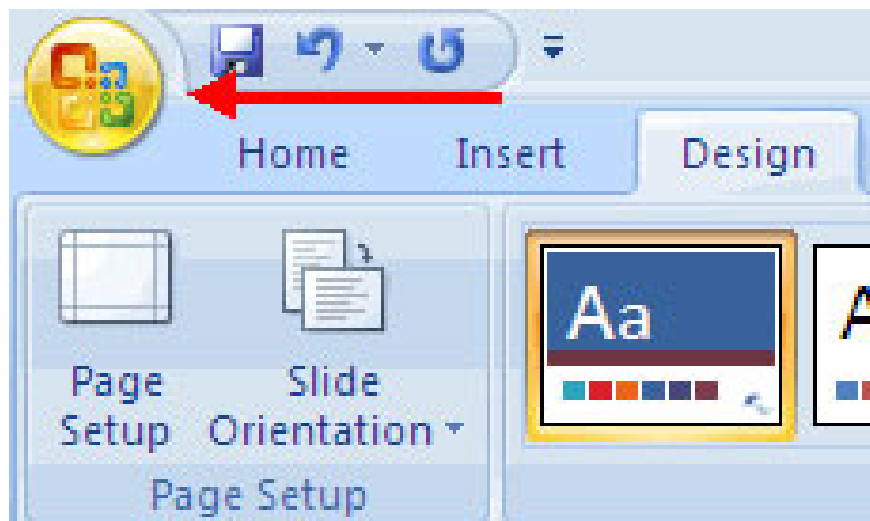 Home Insert Design
Aa
A
Page Setup
Slide Orientation
Page Setup